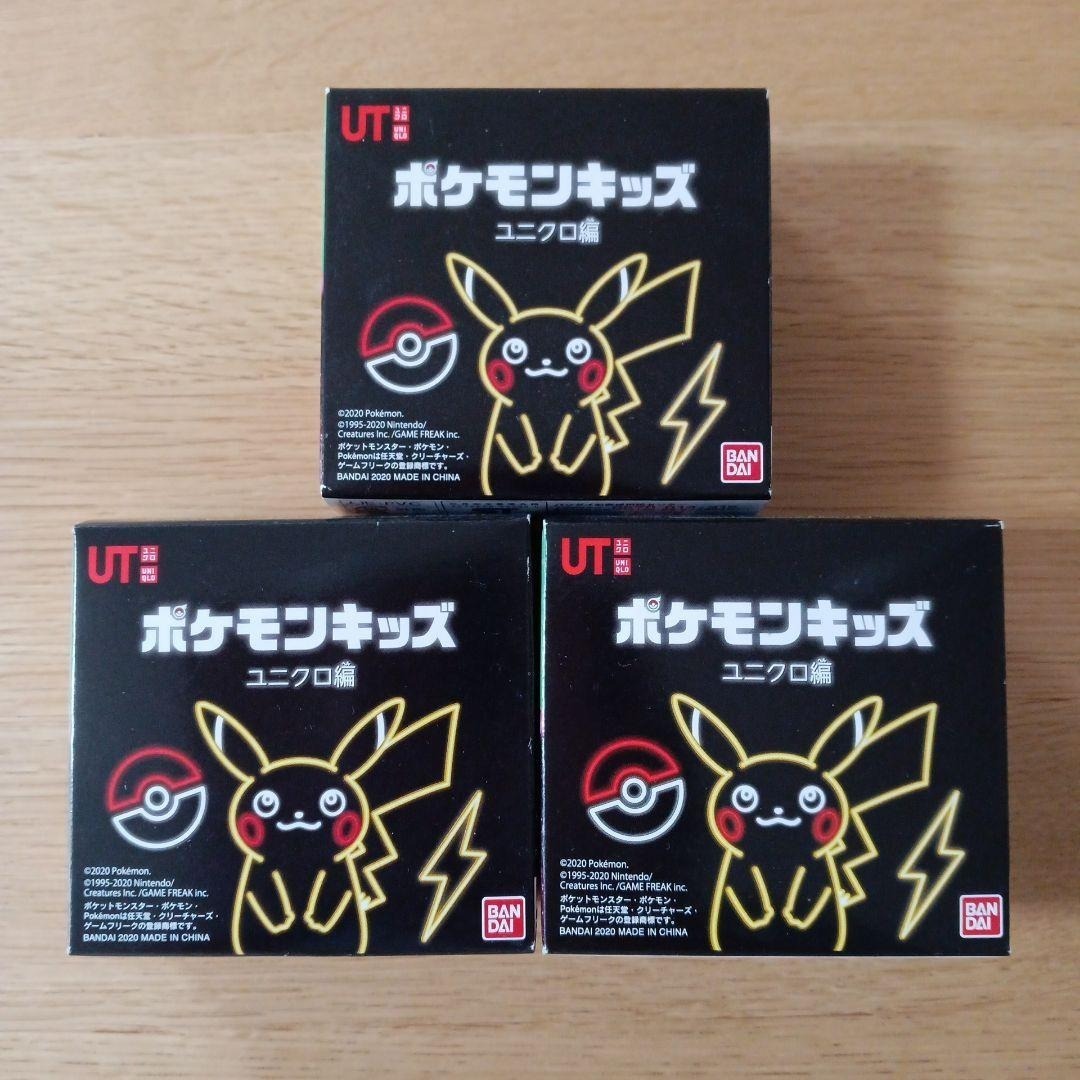 UT ユニクロ UNIQLO
ポケモンキッズ
ユニクロ編
©2020 Pokémon.
©1995-2020 Nintendo/
Creatures Inc. /GAME FREAK inc.
ポケットモンスター・ポケモン・
Pokémonは任天堂・クリーチャーズ・
ゲームフリークの登録商標です。
BANDAI 2020 MADE IN CHINA
BANDAI
UT ユニクロ UNIQLO
ポケモンキッズ
ユニクロ編
©2020 Pokémon.
©1995-2020 Nintendo/
Creatures Inc. /GAME FREAK inc.
ポケットモンスター・ポケモン・
Pokémonは任天堂・クリーチャーズ・
ゲームフリークの登録商標です。
BANDAI 2020 MADE IN CHINA
BANDAI
UT ユニクロ UNIQLO
ポケモンキッズ
ユニクロ編
©2020 Pokémon.
©1995-2020 Nintendo/
Creatures Inc. /GAME FREAK inc.
ポケットモンスター・ポケモン・
Pokémonは任天堂・クリーチャーズ・
ゲームフリークの登録商標です。
BANDAI 2020 MADE IN CHINA
BANDAI